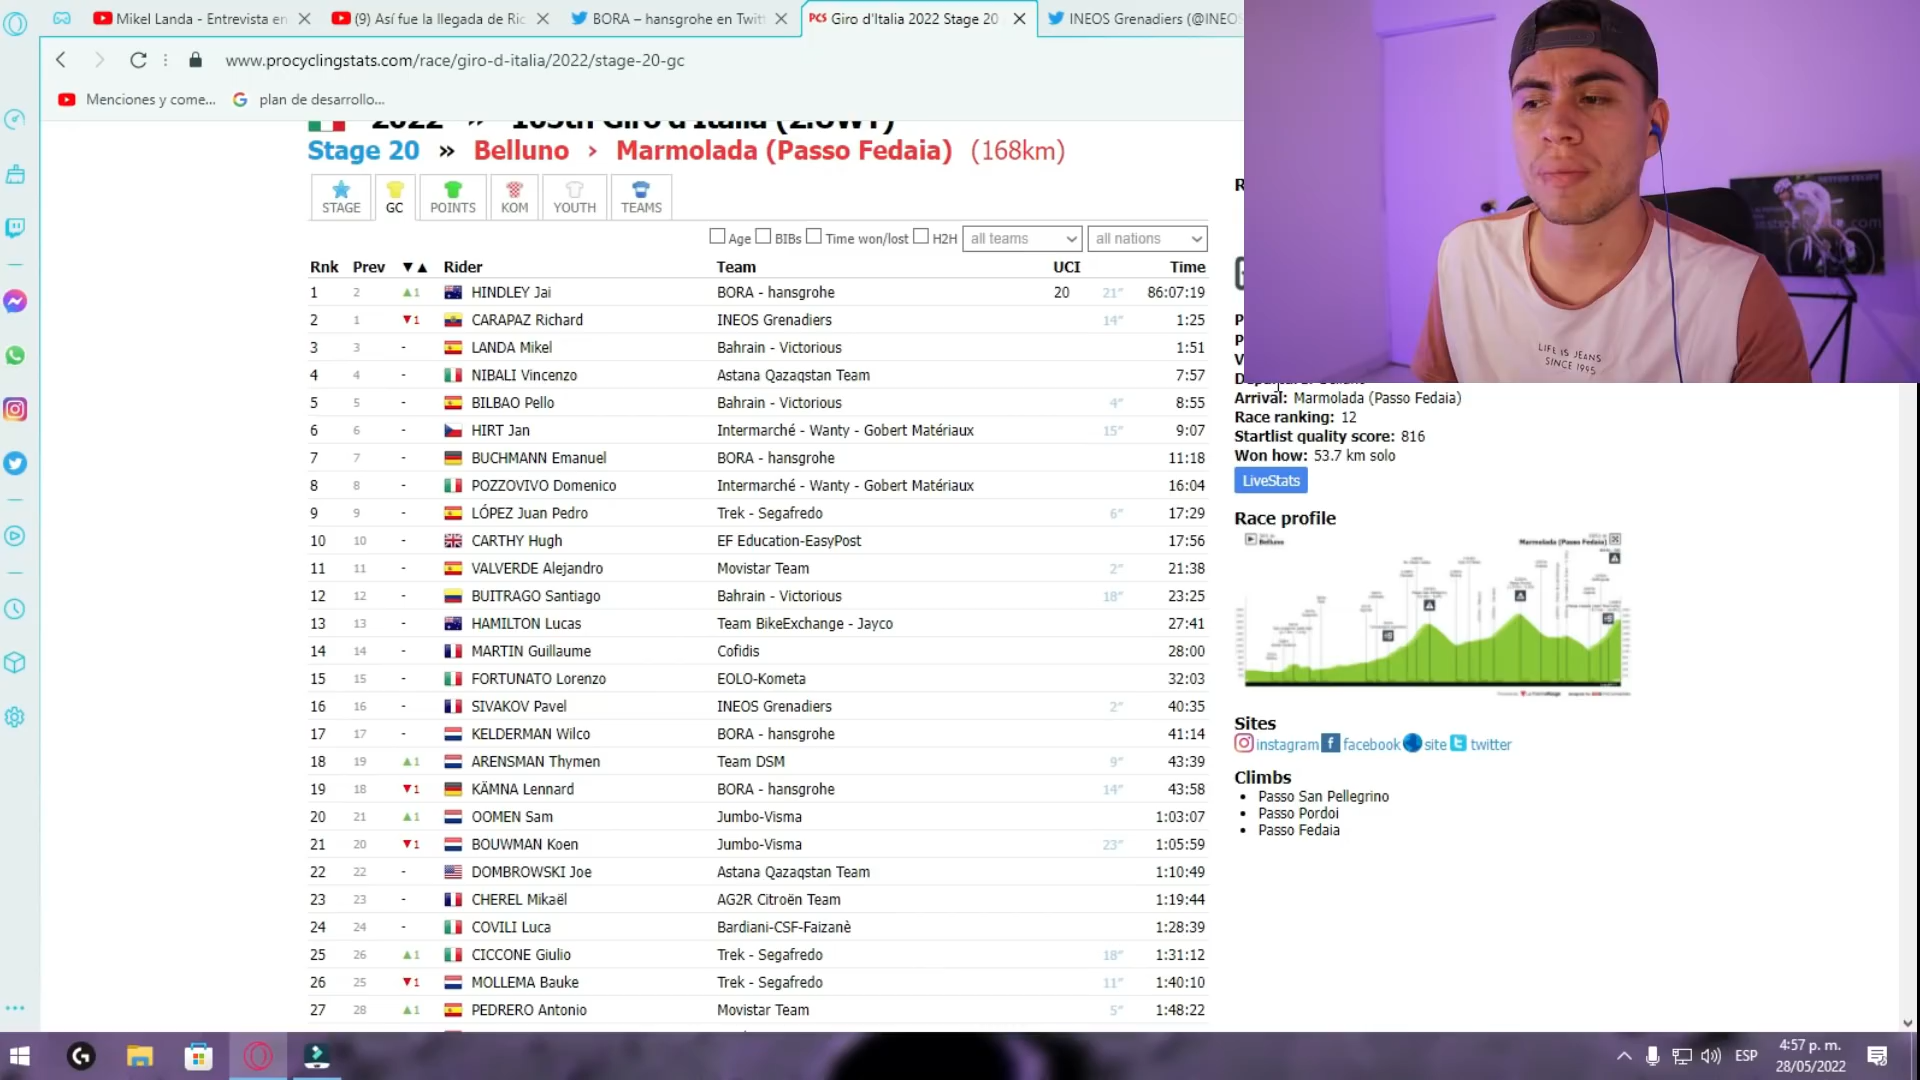 Mikel Landa - Entrevista en
(9) Así fue la llegada de Ric
BORA – hansgrohe en Twitt
PCS Giro d'Italia 2022 Stage 20
INEOS Grenadiers (@INEOS
www.procyclingstats.com/race/giro-d-italia/2022/stage-20-gc
Menciones y come...
plan de desarrollo...
2022 » 105th Giro d'Italia (2.UWT)
Stage 20 » Belluno › Marmolada (Passo Fedaia) (168km)
STAGE GC POINTS KOM YOUTH TEAMS
Age BIBs Time won/lost H2H all teams all nations
Rnk Prev ▼▲ Rider Team UCI Time
1 2 ▲1 HINDLEY Jai BORA - hansgrohe 20 21″ 86:07:19
2 1 ▼1 CARAPAZ Richard INEOS Grenadiers 14″ 1:25
3 3 - LANDA Mikel Bahrain - Victorious 1:51
4 4 - NIBALI Vincenzo Astana Qazaqstan Team 7:57
5 5 - BILBAO Pello Bahrain - Victorious 4″ 8:55
6 6 - HIRT Jan Intermarché - Wanty - Gobert Matériaux 15″ 9:07
7 7 - BUCHMANN Emanuel BORA - hansgrohe 11:18
8 8 - POZZOVIVO Domenico Intermarché - Wanty - Gobert Matériaux 16:04
9 9 - LÓPEZ Juan Pedro Trek - Segafredo 6″ 17:29
10 10 - CARTHY Hugh EF Education-EasyPost 17:56
11 11 - VALVERDE Alejandro Movistar Team 2″ 21:38
12 12 - BUITRAGO Santiago Bahrain - Victorious 18″ 23:25
13 13 - HAMILTON Lucas Team BikeExchange - Jayco 27:41
14 14 - MARTIN Guillaume Cofidis 28:00
15 15 - FORTUNATO Lorenzo EOLO-Kometa 32:03
16 16 - SIVAKOV Pavel INEOS Grenadiers 2″ 40:35
17 17 - KELDERMAN Wilco BORA - hansgrohe 41:14
18 19 ▲1 ARENSMAN Thymen Team DSM 9″ 43:39
19 18 ▼1 KÄMNA Lennard BORA - hansgrohe 14″ 43:58
20 21 ▲1 OOMEN Sam Jumbo-Visma 1:03:07
21 20 ▼1 BOUWMAN Koen Jumbo-Visma 23″ 1:05:59
22 22 - DOMBROWSKI Joe Astana Qazaqstan Team 1:10:49
23 23 - CHEREL Mikaël AG2R Citroën Team 1:19:44
24 24 - COVILI Luca Bardiani-CSF-Faizanè 1:28:39
25 26 ▲1 CICCONE Giulio Trek - Segafredo 18″ 1:31:12
26 25 ▼1 MOLLEMA Bauke Trek - Segafredo 11″ 1:40:10
27 28 ▲1 PEDRERO Antonio Movistar Team 5″ 1:48:22
LIFE IS JEANS
SINCE 1995
Arrival: Marmolada (Passo Fedaia)
Race ranking: 12
Startlist quality score: 816
Won how: 53.7 km solo
LiveStats
Race profile
Belluno
Marmolada (Passo Fedaia)
Sites
instagram facebook site twitter
Climbs
Passo San Pellegrino
Passo Pordoi
Passo Fedaia
ESP
4:57 p. m.
28/05/2022